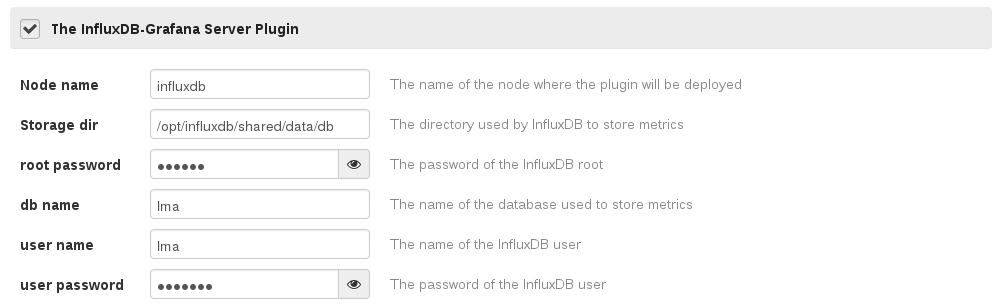 The InfluxDB-Grafana Server Plugin
Node name influxdb The name of the node where the plugin will be deployed
Storage dir /opt/influxdb/shared/data/db The directory used by InfluxDB to store metrics
root password •••••• The password of the InfluxDB root
db name lma The name of the database used to store metrics
user name lma The name of the InfluxDB user
user password ••••••• The password of the InfluxDB user